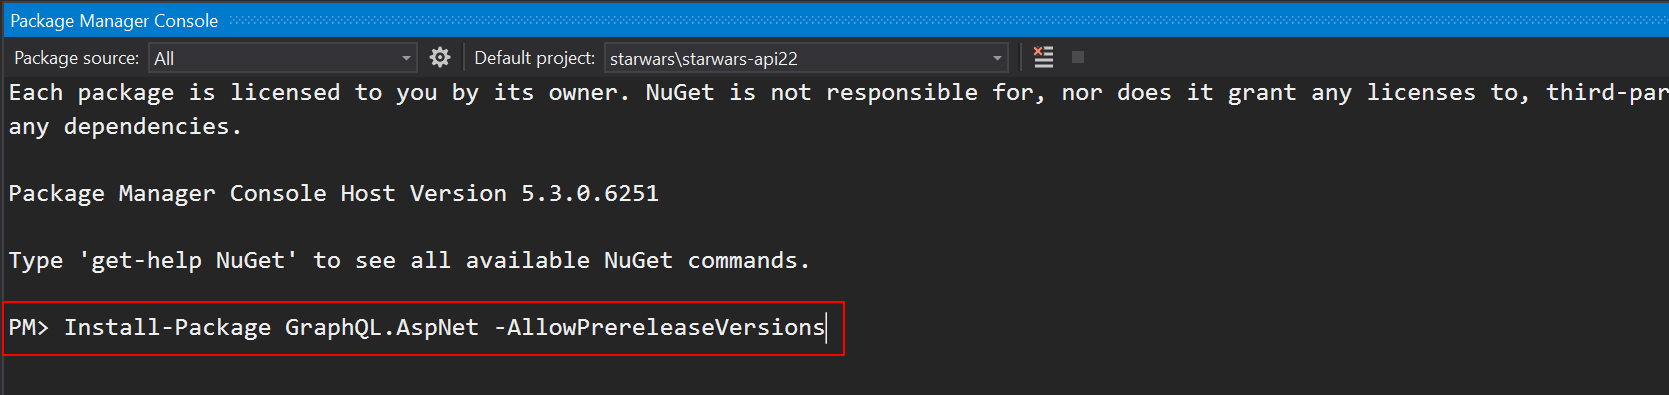 Package Manager Console
Package source: All Default project: starwars\starwars-api22
Each package is licensed to you by its owner. NuGet is not responsible for, nor does it grant any licenses to, third-par
any dependencies.
Package Manager Console Host Version 5.3.0.6251
Type 'get-help NuGet' to see all available NuGet commands.
PM> Install-Package GraphQL.AspNet -AllowPrereleaseVersions